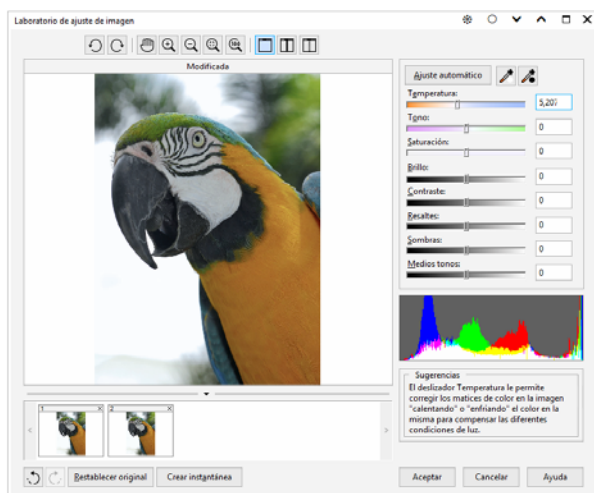 Laboratorio de ajuste de imagen
Modificada
Ajuste automático
Temperatura:
Tono:
0
Saturación:
0
Brillo:
0
Contraste:
0
Resaltes:
0
Sombras:
0
Medios tonos:
0
Sugerencias
El deslizador Temperatura le permite
corregir los matices de color en la imagen
"calentando" o "enfriando" el color en la
misma para compensar las diferentes
condiciones de luz.
1 X
2 X
Restablecer original
Crear instantánea
Aceptar
Cancelar
Ayuda